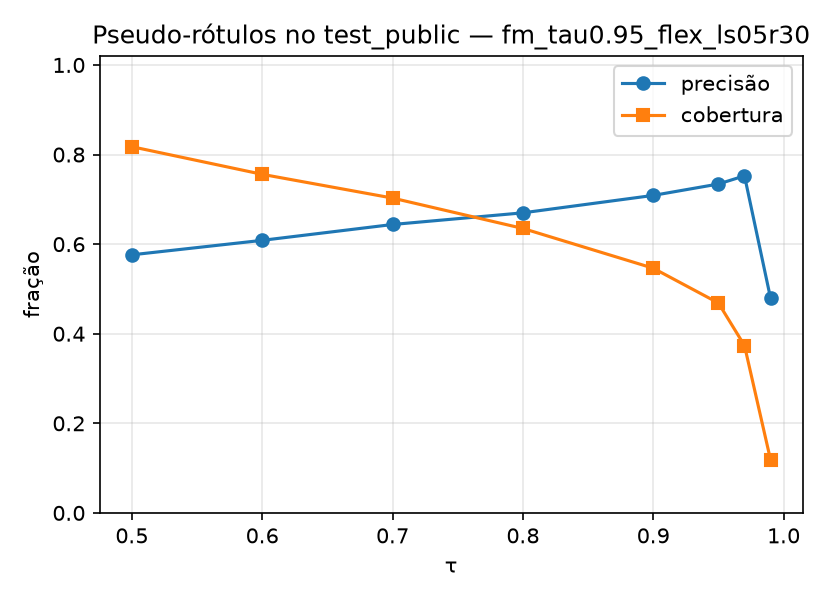 Pseudo-rótulos no test_public — fm_tau0.95_flex_ls05r30
precisão
cobertura
fração
1.0
0.8
0.6
0.4
0.2
0.0
0.5
0.6
0.7
0.8
0.9
1.0
τ